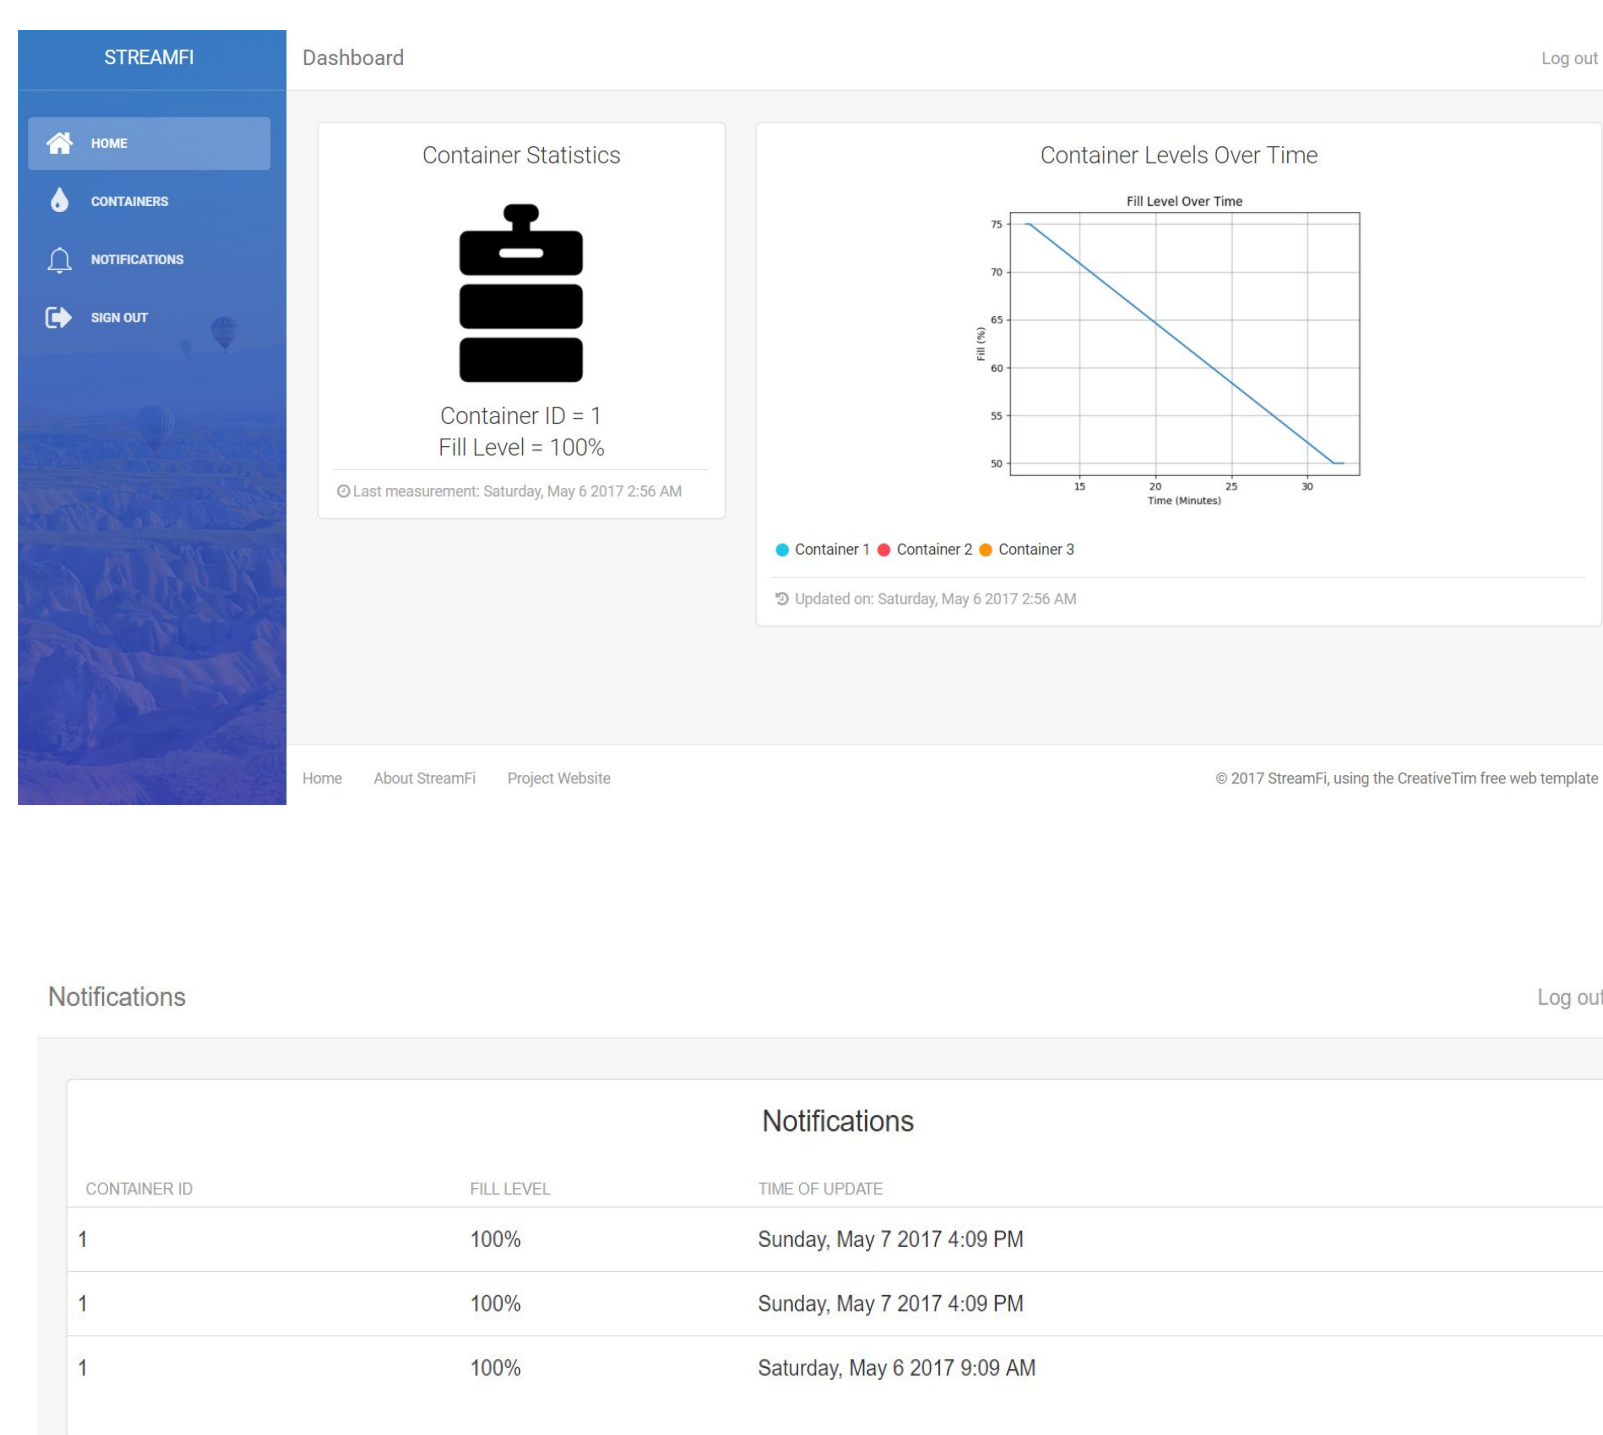 STREAMFI
Dashboard
Log out
HOME
CONTAINERS
NOTIFICATIONS
SIGN OUT
Container Statistics
Container ID = 1
Fill Level = 100%
Last measurement: Saturday, May 6 2017 2:56 AM
Container Levels Over Time
Fill Level Over Time
75
70
65
60
55
50
Fill (%)
15 20 25 30
Time (Minutes)
Container 1 Container 2 Container 3
Updated on: Saturday, May 6 2017 2:56 AM
Home About StreamFi Project Website
© 2017 StreamFi, using the CreativeTim free web template
Notifications
Log out
Notifications
CONTAINER ID FILL LEVEL TIME OF UPDATE
1 100% Sunday, May 7 2017 4:09 PM
1 100% Sunday, May 7 2017 4:09 PM
1 100% Saturday, May 6 2017 9:09 AM